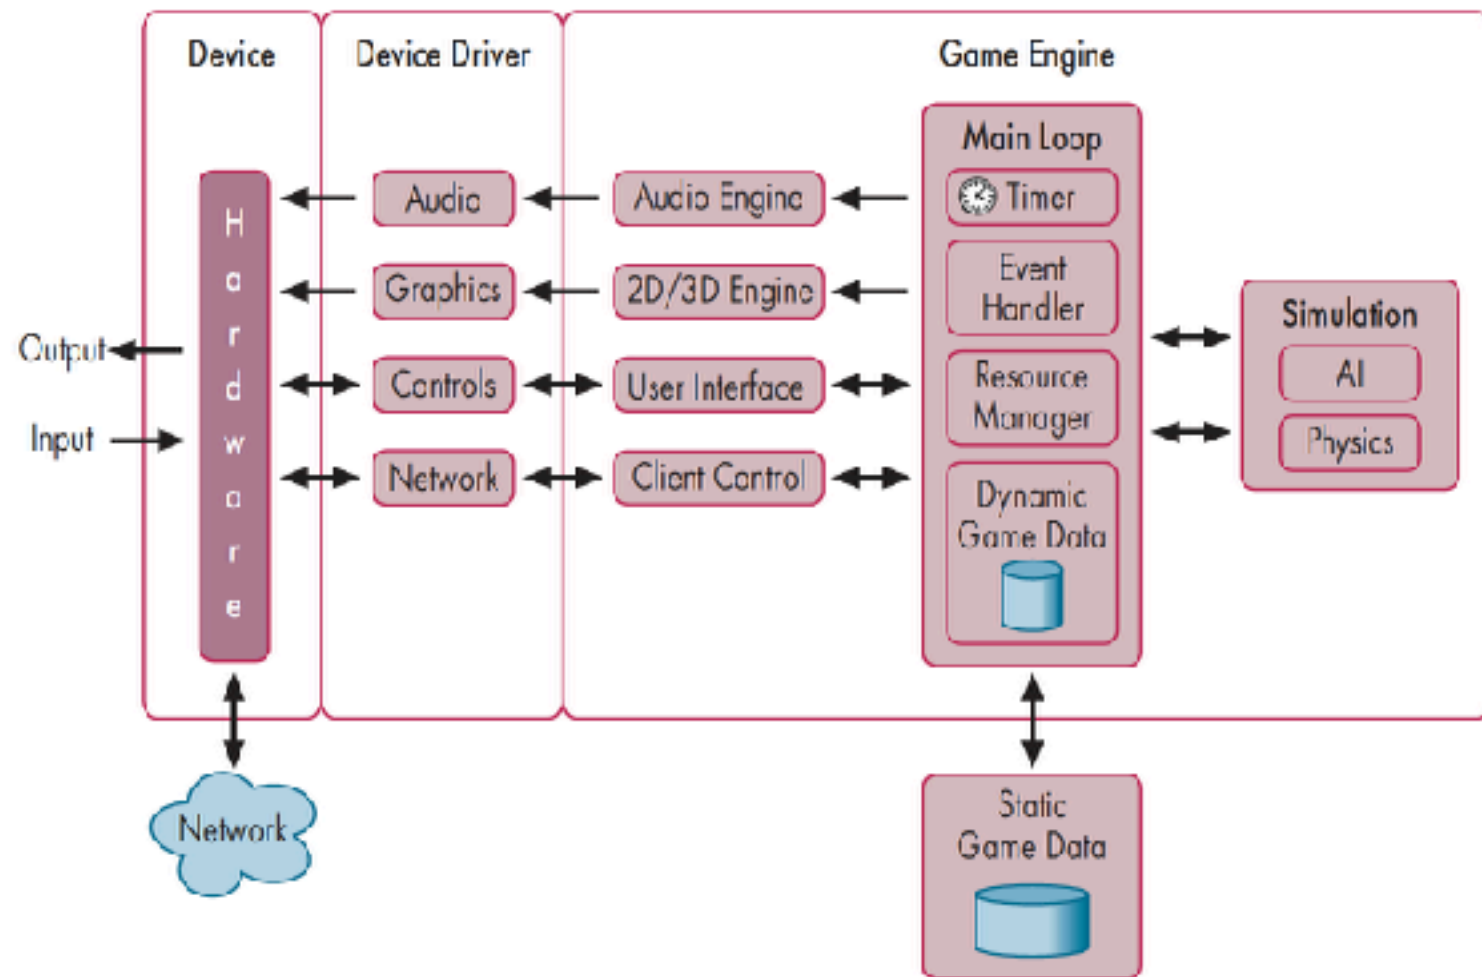 Device
Device Driver
Game Engine
Main Loop
Audio
Audio Engine
Timer
Hardware
Graphics
2D/3D Engine
Event
Handler
Simulation
Output
Controls
User Interface
Resource
Manager
AI
Input
Network
Client Control
Physics
Dynamic
Game Data
Network
Static
Game Data